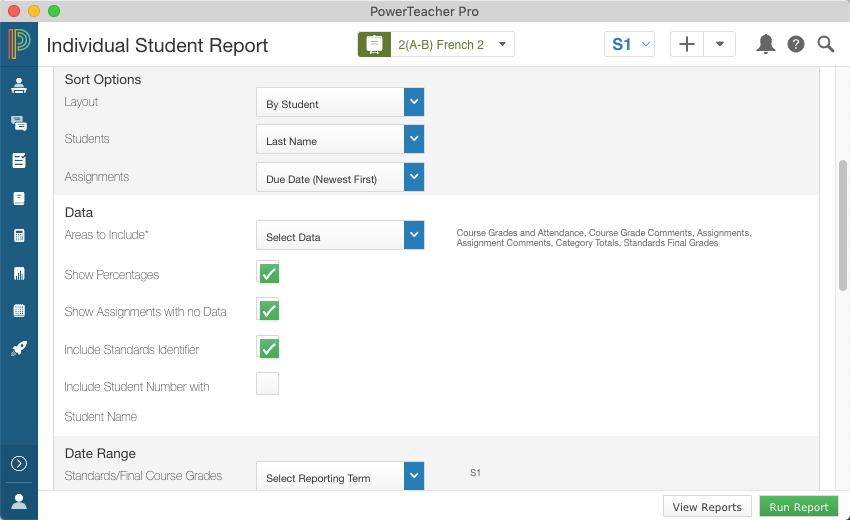 PowerTeacher Pro
Individual Student Report
2(A-B) French 2
S1
Sort Options
Layout
By Student
Students
Last Name
Assignments
Due Date (Newest First)
Data
Areas to Include*
Select Data
Course Grades and Attendance, Course Grade Comments, Assignments,
Assignment Comments, Category Totals, Standards Final Grades
Show Percentages
Show Assignments with no Data
Include Standards Identifier
Include Student Number with
Student Name
Date Range
Standards/Final Course Grades
Select Reporting Term
S1
View Reports
Run Report